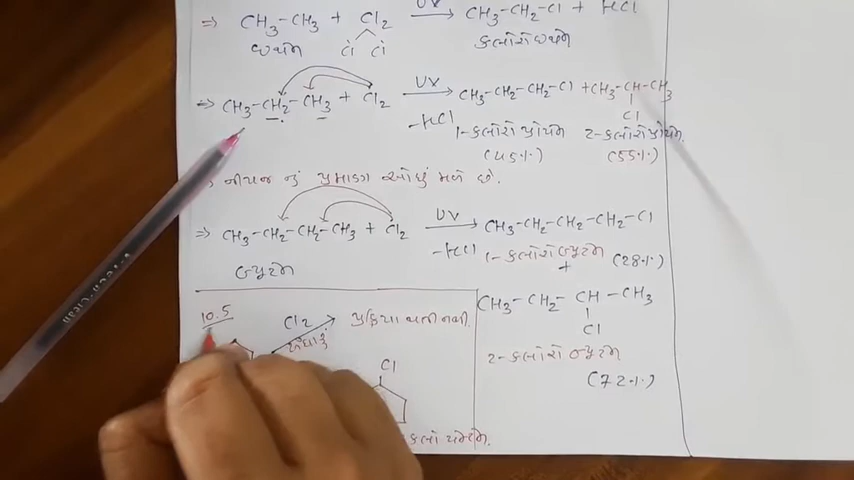 ⇒ CH3-CH3 + Cl2 UV→ CH3-CH2-Cl + HCl
Cl Cl
ઇથેન ક્લોરોઇથેન
⇒ CH3-CH2-CH3 + Cl2 UV→ CH3-CH2-CH2-Cl + CH3-CH-CH3
-HCl Cl
1-ક્લોરો પ્રોપેન 2-ક્લોરો પ્રોપેન
(45%) (55%)
નીપજ નું પ્રમાણ ઓછું મળે છે.
⇒ CH3-CH2-CH2-CH3 + Cl2 UV→ CH3-CH2-CH2-CH2-Cl
-HCl
બ્યુટેન
1-ક્લોરો બ્યુટેન (28%)
+
CH3-CH2-CH-CH3
Cl
2-ક્લોરો બ્યુટેન
(72%)
10.5
Cl2 પ્રક્રિયા થતી નથી
અંધારું
Cl